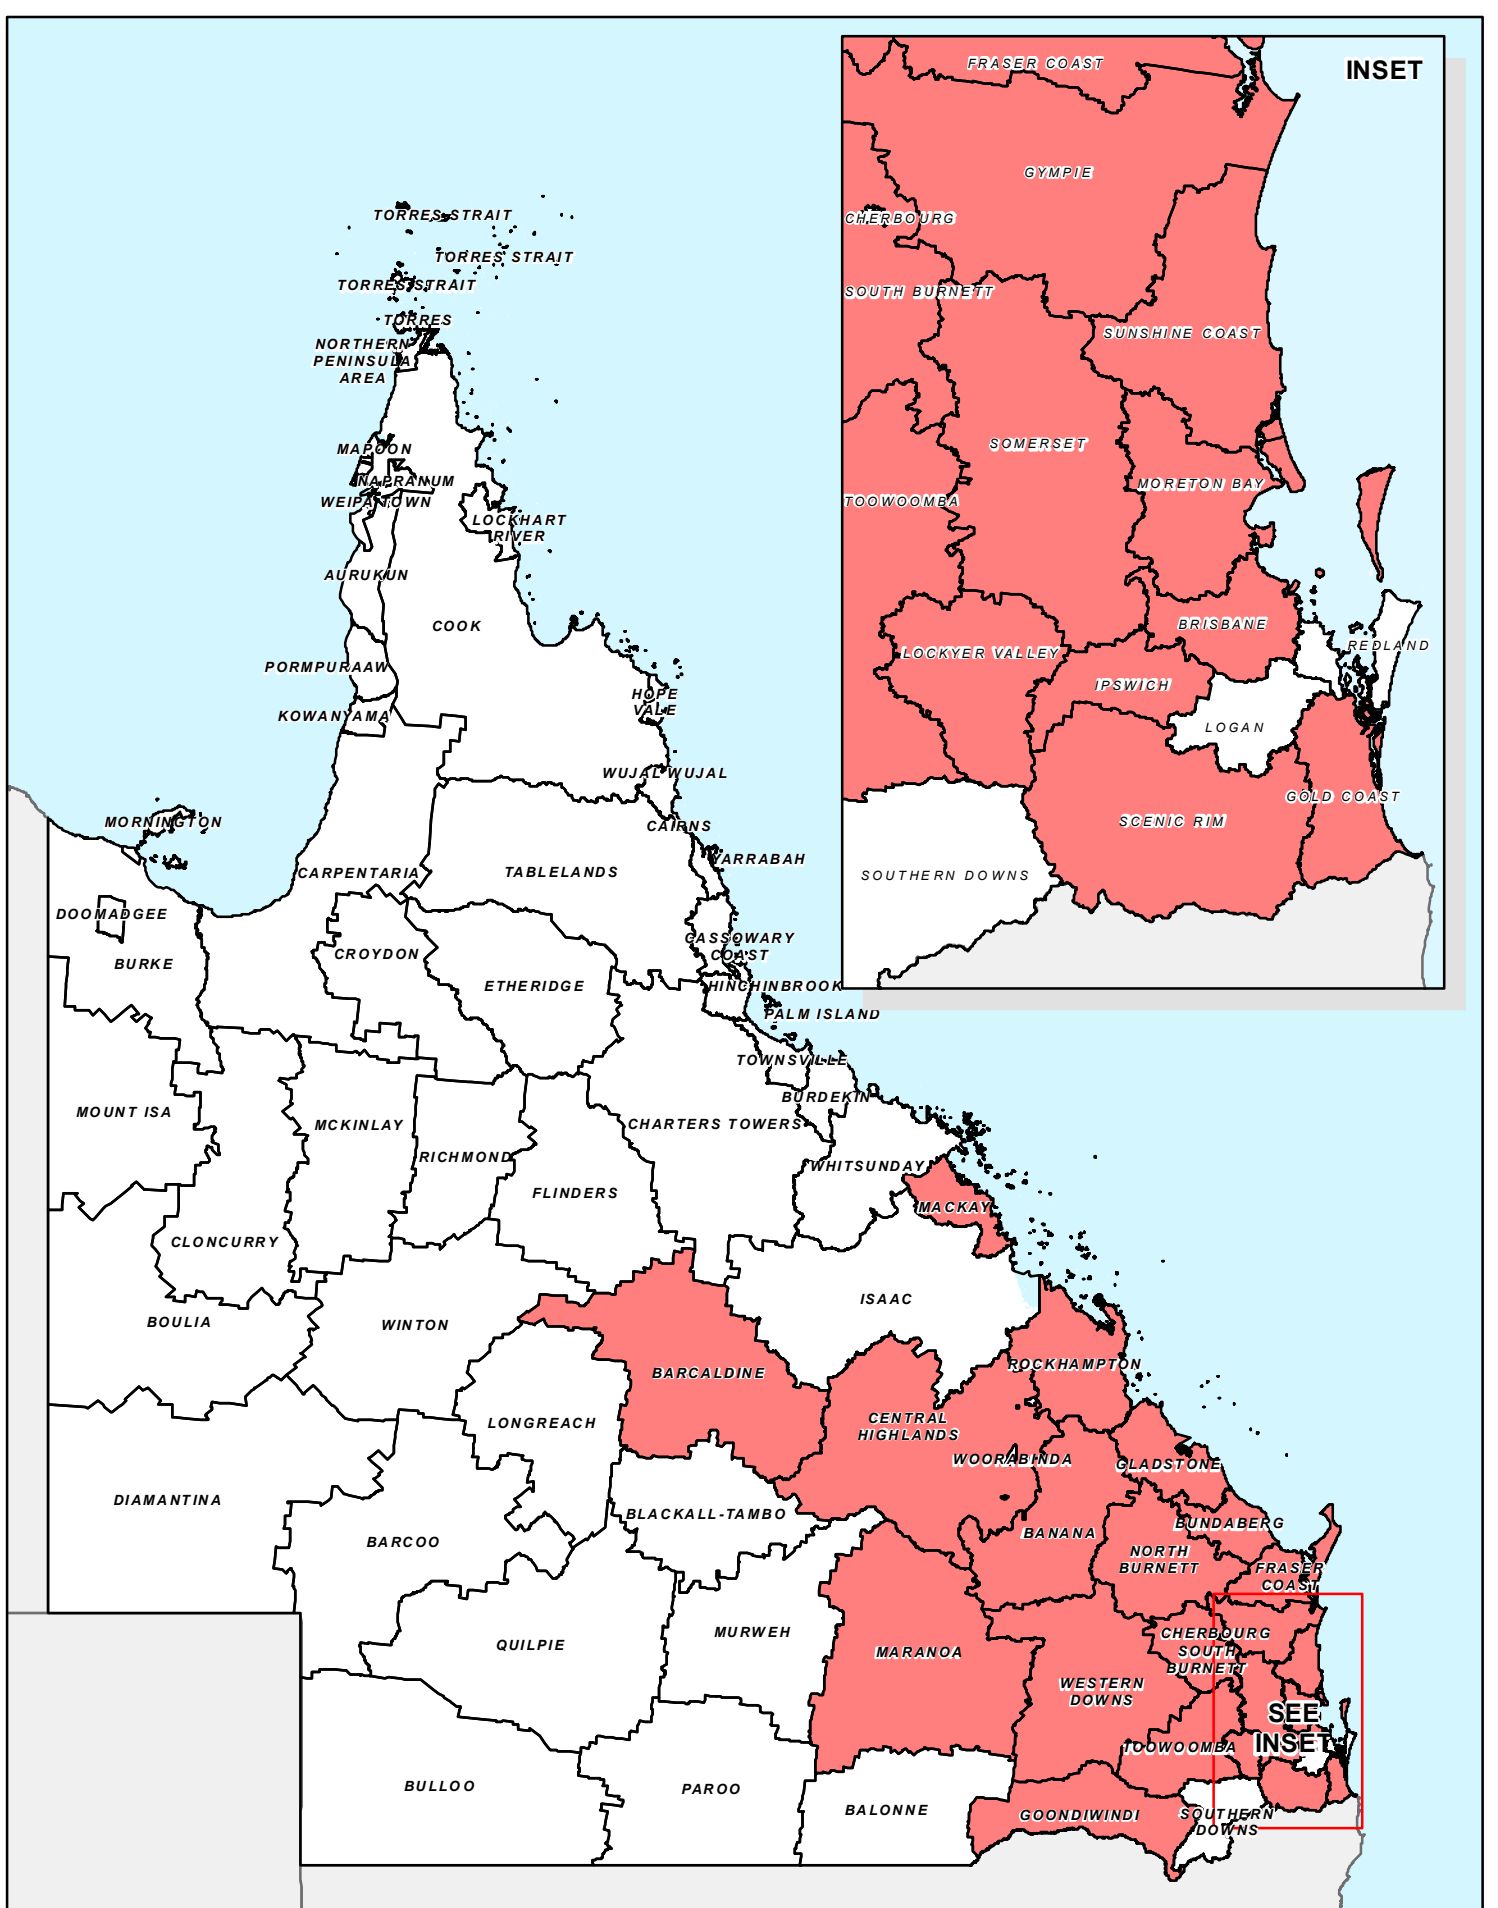 INSET
FRASER COAST
GYMPIE
CHERBOURG
SOUTH BURNETT
SUNSHINE COAST
SOMERSET
MORETON BAY
TOOWOOMBA
BRISBANE
REDLAND
LOCKYER VALLEY
IPSWICH
LOGAN
GOLD COAST
SCENIC RIM
SOUTHERN DOWNS
TORRES STRAIT
TORRES STRAIT
TORRES STRAIT
TORRES
NORTHERN
PENINSULA
AREA
MAPOON
NAPRANUM
WEIPA TOWN
LOCKHART
RIVER
AURUKUN
COOK
PORMPURAAW
HOPE
VALE
KOWANYAMA
WUJAL WUJAL
MORNINGTON
CAIRNS
YARRABAH
CARPENTARIA
TABLELANDS
DOOMADGEE
CASSOWARY
COAST
CROYDON
BURKE
ETHERIDGE
HINCHINBROOK
PALM ISLAND
TOWNSVILLE
BURDEKIN
MOUNT ISA
MCKINLAY
CHARTERS TOWERS
RICHMOND
WHITSUNDAY
FLINDERS
MACKAY
CLONCURRY
ISAAC
BOULIA
WINTON
ROCKHAMPTON
BARCALDINE
LONGREACH
CENTRAL
HIGHLANDS
WOORABINDA
GLADSTONE
DIAMANTINA
BLACKALL-TAMBO
BUNDABERG
BARCOO
BANANA
NORTH
BURNETT
FRASER
COAST
QUILPIE
MURWEH
MARANOA
CHERBOURG
SOUTH
BURNETT
WESTERN
DOWNS
SEE
INSET
TOOWOOMBA
BULLOO
PAROO
BALONNE
GOONDIWINDI
SOUTHERN
DOWNS